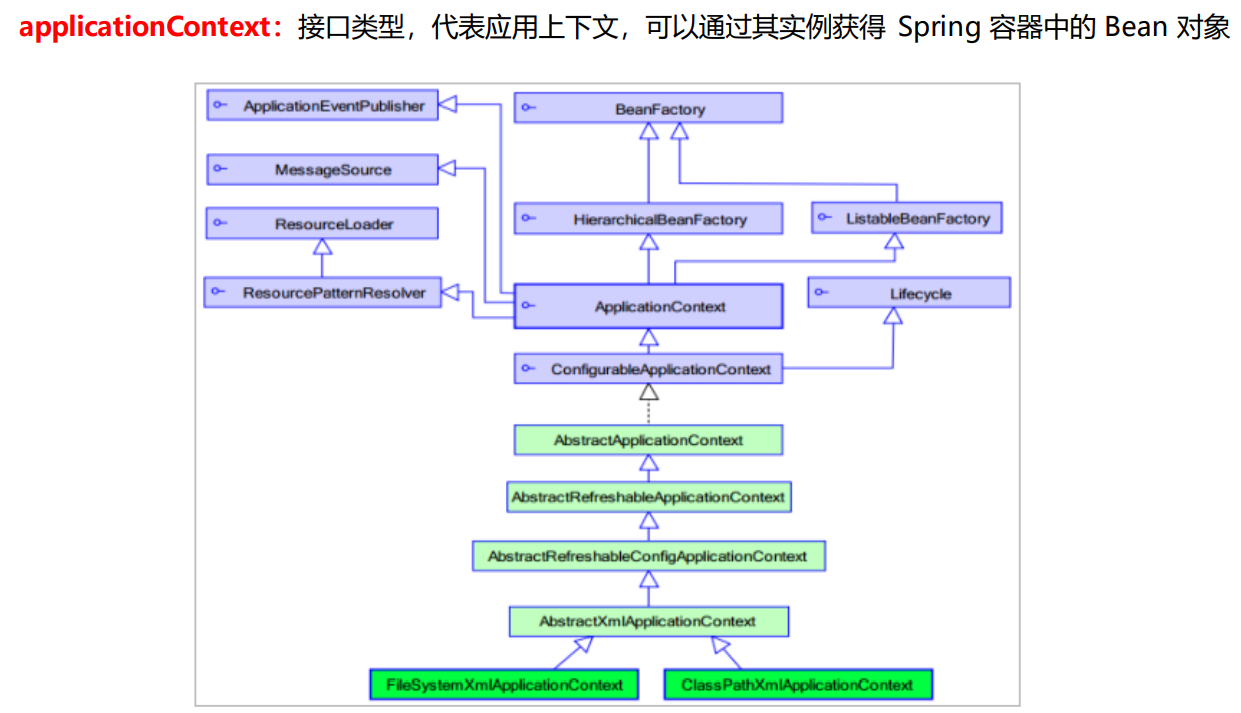 applicationContext：接口类型，代表应用上下文，可以通过其实例获得 Spring 容器中的 Bean 对象
ApplicationEventPublisher
BeanFactory
MessageSource
ResourceLoader
HierarchicalBeanFactory
ListableBeanFactory
ResourcePatternResolver
ApplicationContext
Lifecycle
ConfigurableApplicationContext
AbstractApplicationContext
AbstractRefreshableApplicationContext
AbstractRefreshableConfigApplicationContext
AbstractXmlApplicationContext
FileSystemXmlApplicationContext
ClassPathXmlApplicationContext